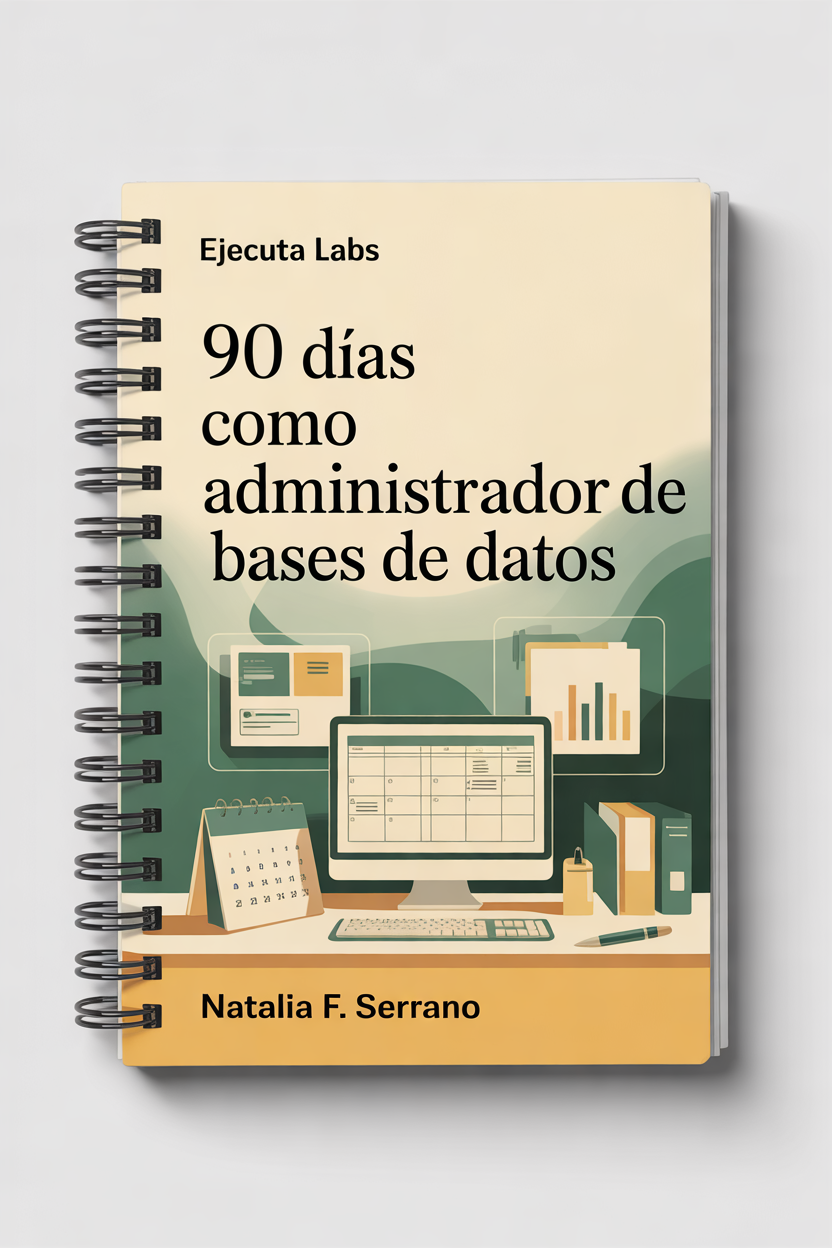 Ejecuta Labs
90 días
como
administrador de
bases de datos
Natalia F. Serrano